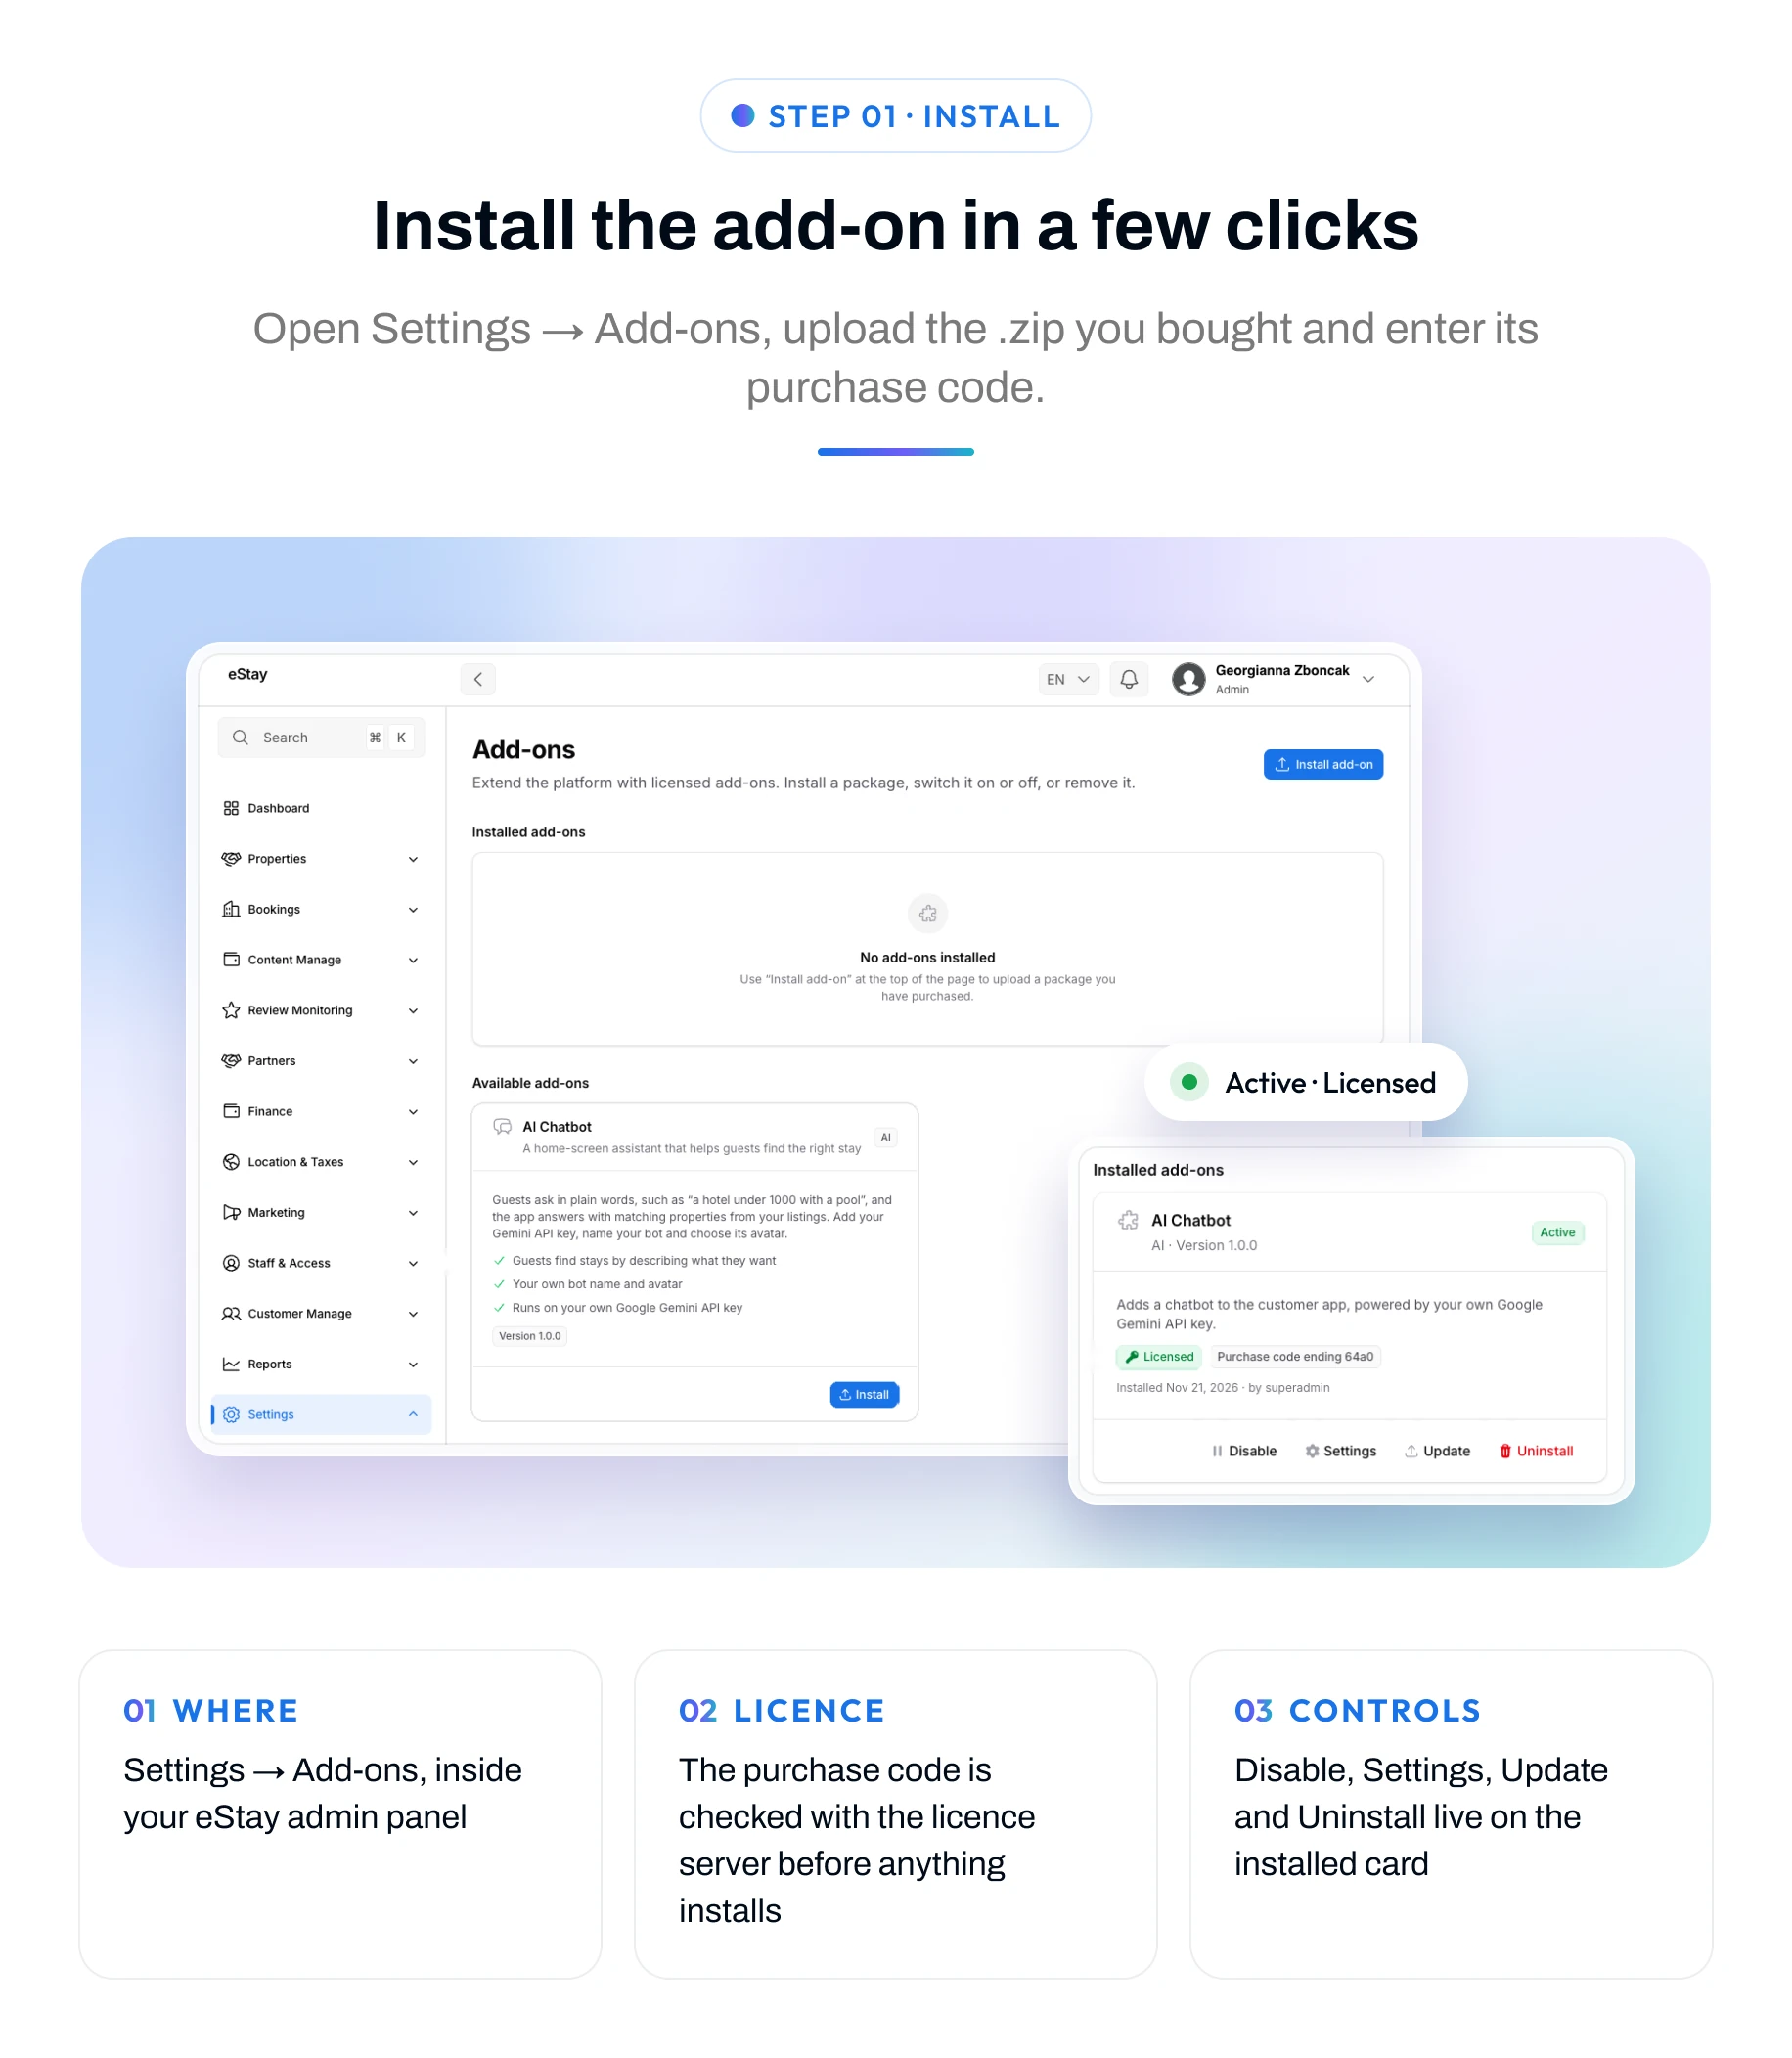 STEP 01 · INSTALL
Install the add-on in a few clicks
Open Settings → Add-ons, upload the .zip you bought and enter its
purchase code.
eStay
EN
Georgianna Zboncak
Admin
Search
⌘ K
Dashboard
Properties
Bookings
Content Manage
Review Monitoring
Partners
Finance
Location & Taxes
Marketing
Staff & Access
Customer Manage
Reports
Settings
Add-ons
Extend the platform with licensed add-ons. Install a package, switch it on or off, or remove it.
Install add-on
Installed add-ons
No add-ons installed
Use “Install add-on” at the top of the page to upload a package you
have purchased.
Available add-ons
AI Chatbot
A home-screen assistant that helps guests find the right stay
AI
Guests ask in plain words, such as “a hotel under 1000 with a pool”, and
the app answers with matching properties from your listings. Add your
Gemini API key, name your bot and choose its avatar.
Guests find stays by describing what they want
Your own bot name and avatar
Runs on your own Google Gemini API key
Version 1.0.0
Install
Active · Licensed
Installed add-ons
AI Chatbot
AI · Version 1.0.0
Active
Adds a chatbot to the customer app, powered by your own Google
Gemini API key.
Licensed
Purchase code ending 64a0
Installed Nov 21, 2026 · by superadmin
Disable
Settings
Update
Uninstall
01 WHERE
Settings → Add-ons, inside
your eStay admin panel
02 LICENCE
The purchase code is
checked with the licence
server before anything
installs
03 CONTROLS
Disable, Settings, Update
and Uninstall live on the
installed card